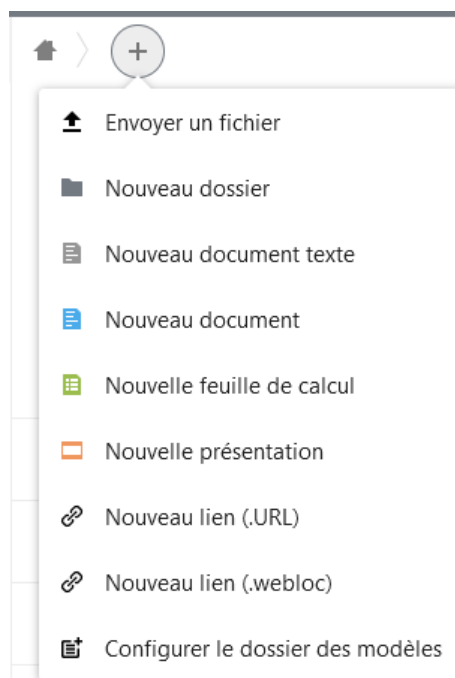 Envoyer un fichier
Nouveau dossier
Nouveau document texte
Nouveau document
Nouvelle feuille de calcul
Nouvelle présentation
Nouveau lien (.URL)
Nouveau lien (.webloc)
Configurer le dossier des modèles